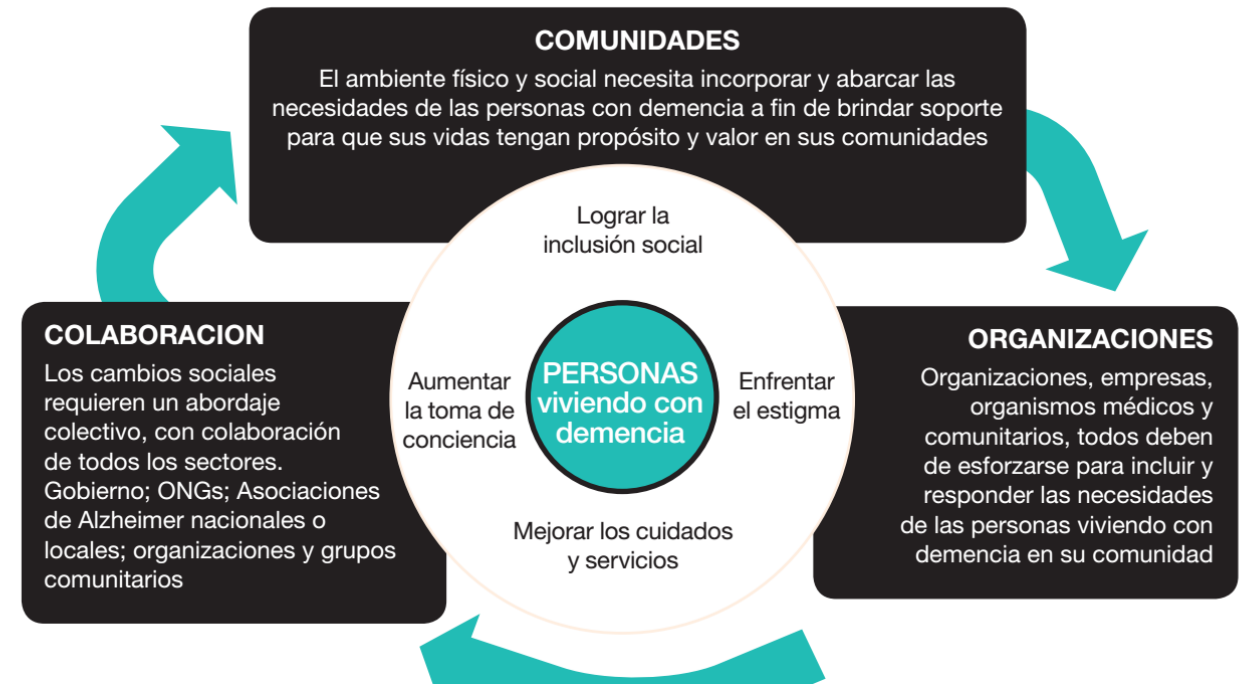 COMUNIDADES
El ambiente físico y social necesita incorporar y abarcar las
necesidades de las personas con demencia a fin de brindar soporte
para que sus vidas tengan propósito y valor en sus comunidades
Lograr la
inclusión social
COLABORACION
Los cambios sociales
requieren un abordaje
colectivo, con colaboración
de todos los sectores.
Gobierno; ONGs; Asociaciones
de Alzheimer nacionales o
locales; organizaciones y grupos
comunitarios
Aumentar
la toma de
conciencia
PERSONAS
viviendo con
demencia
Enfrentar
el estigma
Mejorar los cuidados
y servicios
ORGANIZACIONES
Organizaciones, empresas,
organismos médicos y
comunitarios, todos deben
de esforzarse para incluir y
responder las necesidades
de las personas viviendo con
demencia en su comunidad